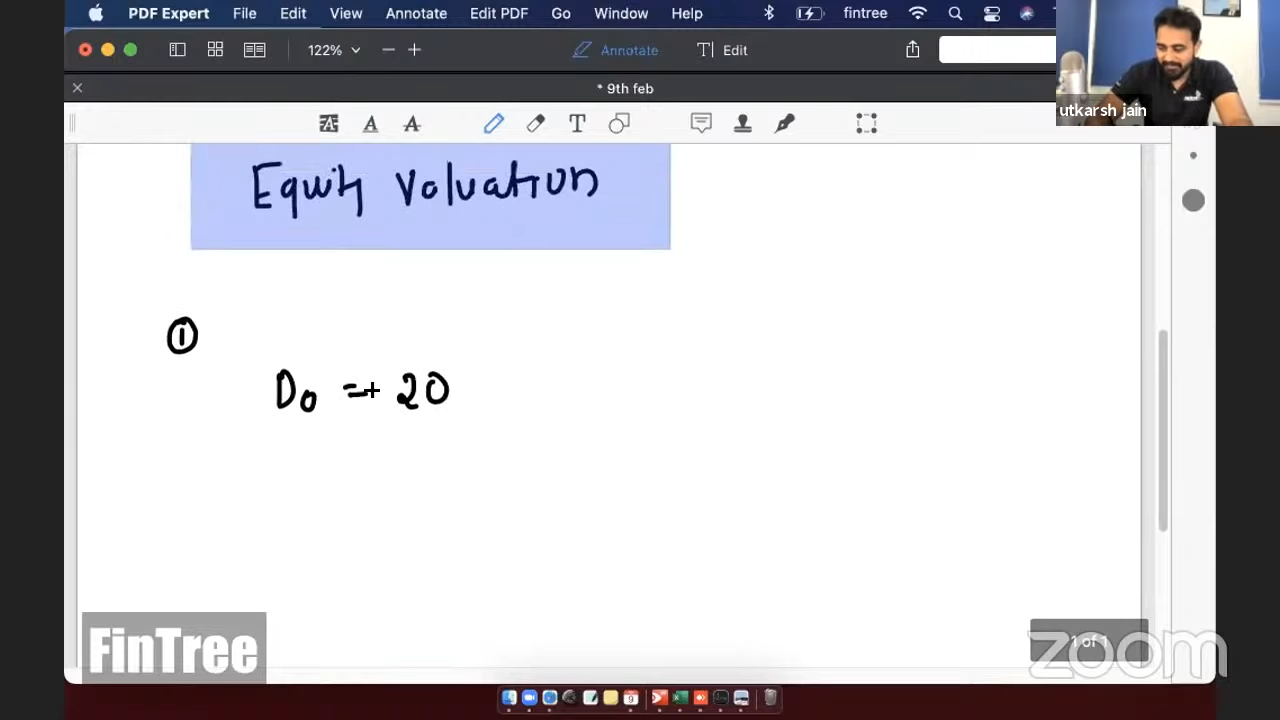 PDF Expert File Edit View Annotate Edit PDF Go Window Help fintree
122% Annotate T Edit
* 9th feb
utkarsh jain
Equity Valuation
①
D0 = 20
FinTree
1 of 1
zoom